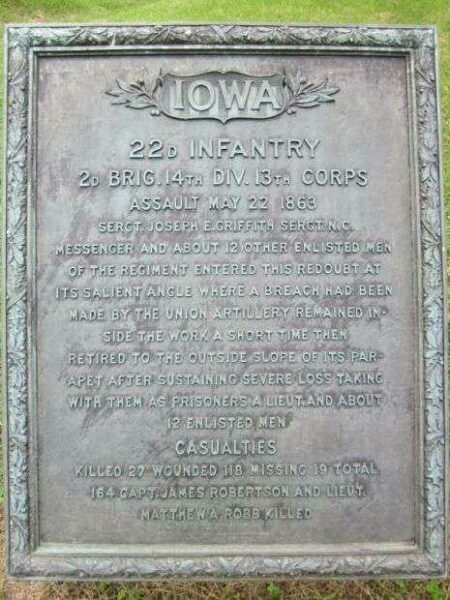 IOWA
22D INFANTRY
2D BRIG. 14TH DIV. 13TH CORPS
ASSAULT MAY 22 1863
SERGT. JOSEPH E. GRIFFITH SERGT. N.C.
MESSENGER AND ABOUT 12 OTHER ENLISTED MEN
OF THE REGIMENT ENTERED THIS REDOUBT AT
ITS SALIENT ANGLE WHERE A BREACH HAD BEEN
MADE BY THE UNION ARTILLERY REMAINED IN-
SIDE THE WORK A SHORT TIME THEN
RETIRED TO THE OUTSIDE SLOPE OF ITS PAR-
APET AFTER SUSTAINING SEVERE LOSS TAKING
WITH THEM AS PRISONERS A LIEUT. AND ABOUT
12 ENLISTED MEN
CASUALTIES
KILLED 27 WOUNDED 118 MISSING 19 TOTAL
164 CAPT. JAMES ROBERTSON AND LIEUT.
MATTHEW A. ROBB KILLED